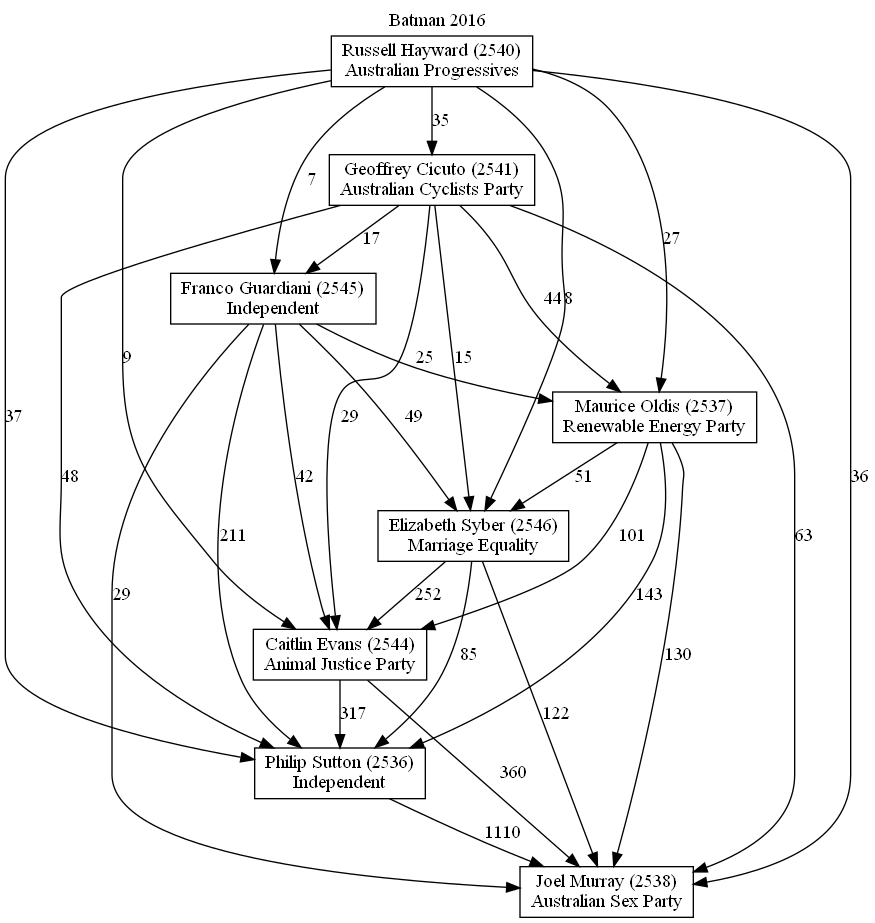 Batman 2016
Russell Hayward (2540)
Australian Progressives
35
Geoffrey Cicuto (2541)
Australian Cyclists Party
7
17
27
Franco Guardiani (2545)
Independent
448
9
25
15
29
49
37
Maurice Oldis (2537)
Renewable Energy Party
48
42
51
36
Elizabeth Syber (2546)
Marriage Equality
211
101
63
29
252
143
Caitlin Evans (2544)
Animal Justice Party
85
130
317
122
Philip Sutton (2536)
Independent
360
1110
Joel Murray (2538)
Australian Sex Party